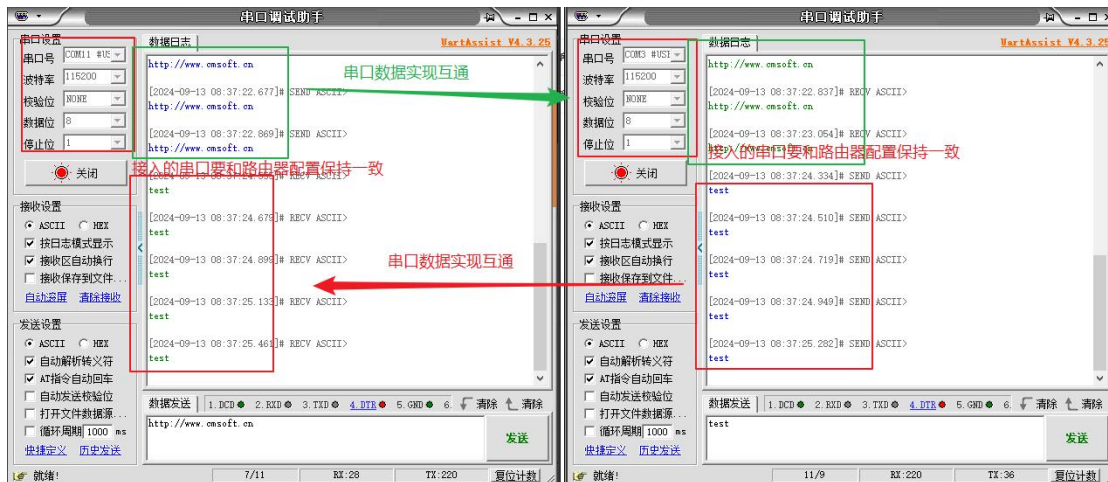 串口调试助手
串口设置
串口号 COM11 #US
波特率 115200
校验位 NONE
数据位 8
停止位 1
关闭
接收设置
ASCII HEX
按日志模式显示
接收区自动换行
接收保存到文件...
自动滚屏 清除接收
发送设置
ASCII HEX
自动解析转义符
AT指令自动回车
自动发送校验位
打开文件数据源...
循环周期 1000 ms
快捷定义 历史发送
数据日志 UartAssist V4.3.25
http://www.cmsoft.cn
[2024-09-13 08:37:22.677]# SEND ASCII>
http://www.cmsoft.cn
[2024-09-13 08:37:22.869]# SEND ASCII>
http://www.cmsoft.cn
接入的串口要和路由器配置保持一致
RECV ASCII>
test
[2024-09-13 08:37:24.679]# RECV ASCII>
test
[2024-09-13 08:37:24.899]# RECV ASCII>
test
[2024-09-13 08:37:25.133]# RECV ASCII>
test
[2024-09-13 08:37:25.461]# RECV ASCII>
test
串口数据实现互通
串口数据实现互通
数据发送 1.DCD 2.RXD 3.TXD 4.DTR 5.GND 6. 清除 清除
http://www.cmsoft.cn
发送
就绪! 7/11 RX:28 TX:220 复位计数
串口调试助手
串口设置
串口号 COM3 #USI
波特率 115200
校验位 NONE
数据位 8
停止位 1
关闭
接收设置
ASCII HEX
按日志模式显示
接收区自动换行
接收保存到文件...
自动滚屏 清除接收
发送设置
ASCII HEX
自动解析转义符
AT指令自动回车
自动发送校验位
打开文件数据源...
循环周期 1000 ms
快捷定义 历史发送
数据日志 UartAssist V4.3.25
http://www.cmsoft.cn
[2024-09-13 08:37:22.837]# RECV ASCII>
http://www.cmsoft.cn
[2024-09-13 08:37:23.054]# RECV ASCII>
http://www.cmsoft.cn
接入的串口要和路由器配置保持一致
[2024-09-13 08:37:24.334]# SEND ASCII>
test
[2024-09-13 08:37:24.510]# SEND ASCII>
test
[2024-09-13 08:37:24.719]# SEND ASCII>
test
[2024-09-13 08:37:24.949]# SEND ASCII>
test
[2024-09-13 08:37:25.282]# SEND ASCII>
test
数据发送 1.DCD 2.RXD 3.TXD 4.DTR 5.GND 6. 清除 清除
test
发送
就绪! 11/9 RX:220 TX:36 复位计数